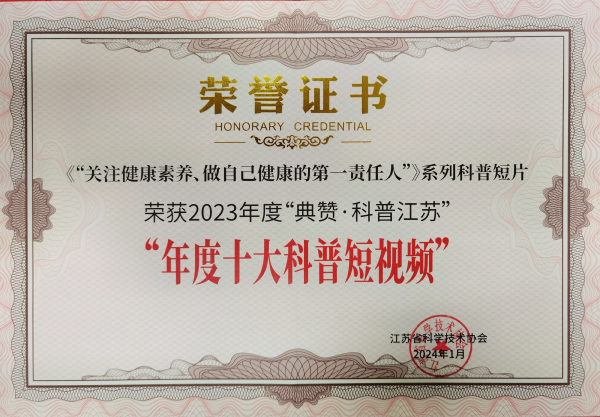 荣誉证书
HONORARY CREDENTIAL
《“关注健康素养、做自己健康的第一责任人”》系列科普短片
荣获2023年度“典赞·科普江苏”
“年度十大科普短视频”
江苏省科学技术协会
2024年1月